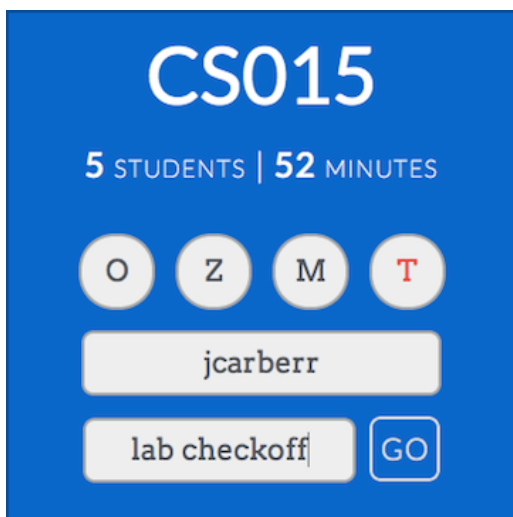 CS015
5 STUDENTS | 52 MINUTES
O Z M T
jcarberr
lab checkoff GO